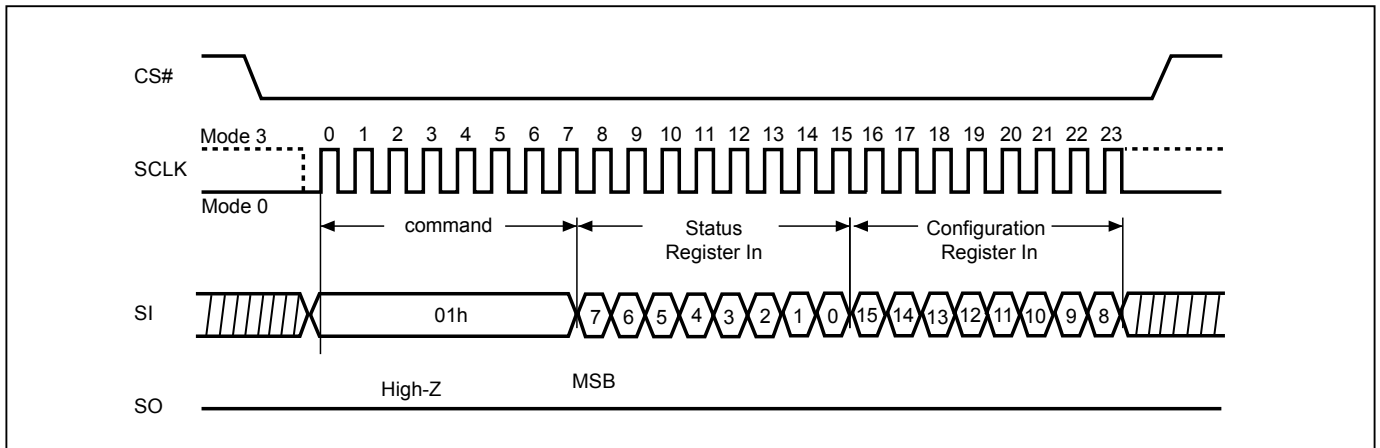 CS#
Mode 3
0 1 2 3 4 5 6 7 8 9 10 11 12 13 14 15 16 17 18 19 20 21 22 23
SCLK
Mode 0
command
Status
Register In
Configuration
Register In
SI
01h
7 6 5 4 3 2 1 0 15 14 13 12 11 10 9 8
High-Z
MSB
SO